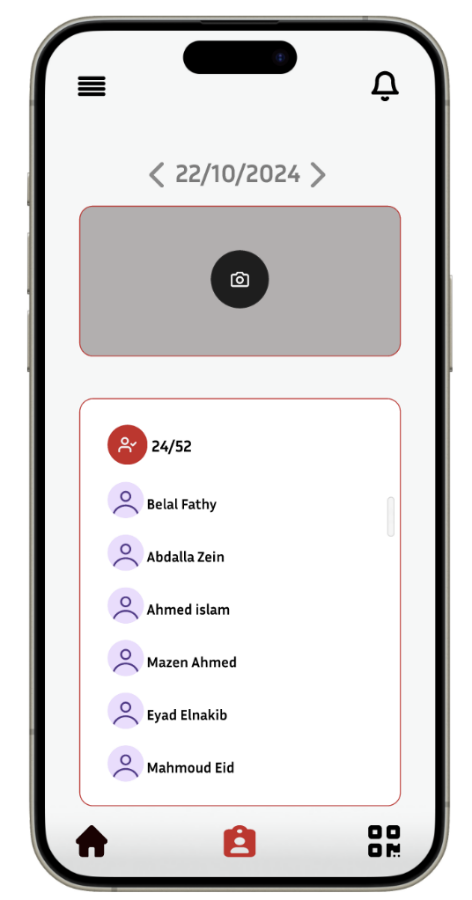 22/10/2024
24/52
Belal Fathy
Abdalla Zein
Ahmed islam
Mazen Ahmed
Eyad Elnakib
Mahmoud Eid